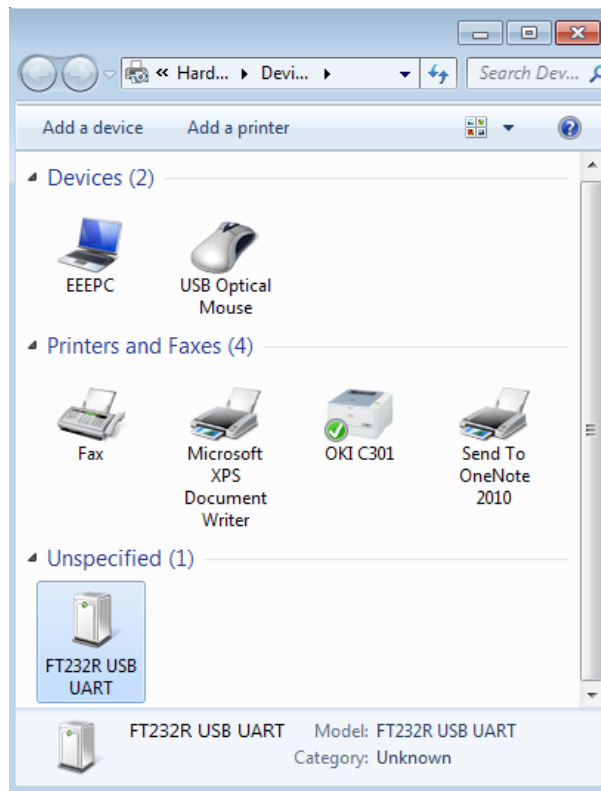 « Hard... ▸ Devi... ▸
Search Dev...
Add a device Add a printer
Devices (2)
EEEPC
USB Optical
Mouse
Printers and Faxes (4)
Fax
Microsoft
XPS
Document
Writer
OKI C301
Send To
OneNote
2010
Unspecified (1)
FT232R USB
UART
FT232R USB UART Model: FT232R USB UART
Category: Unknown